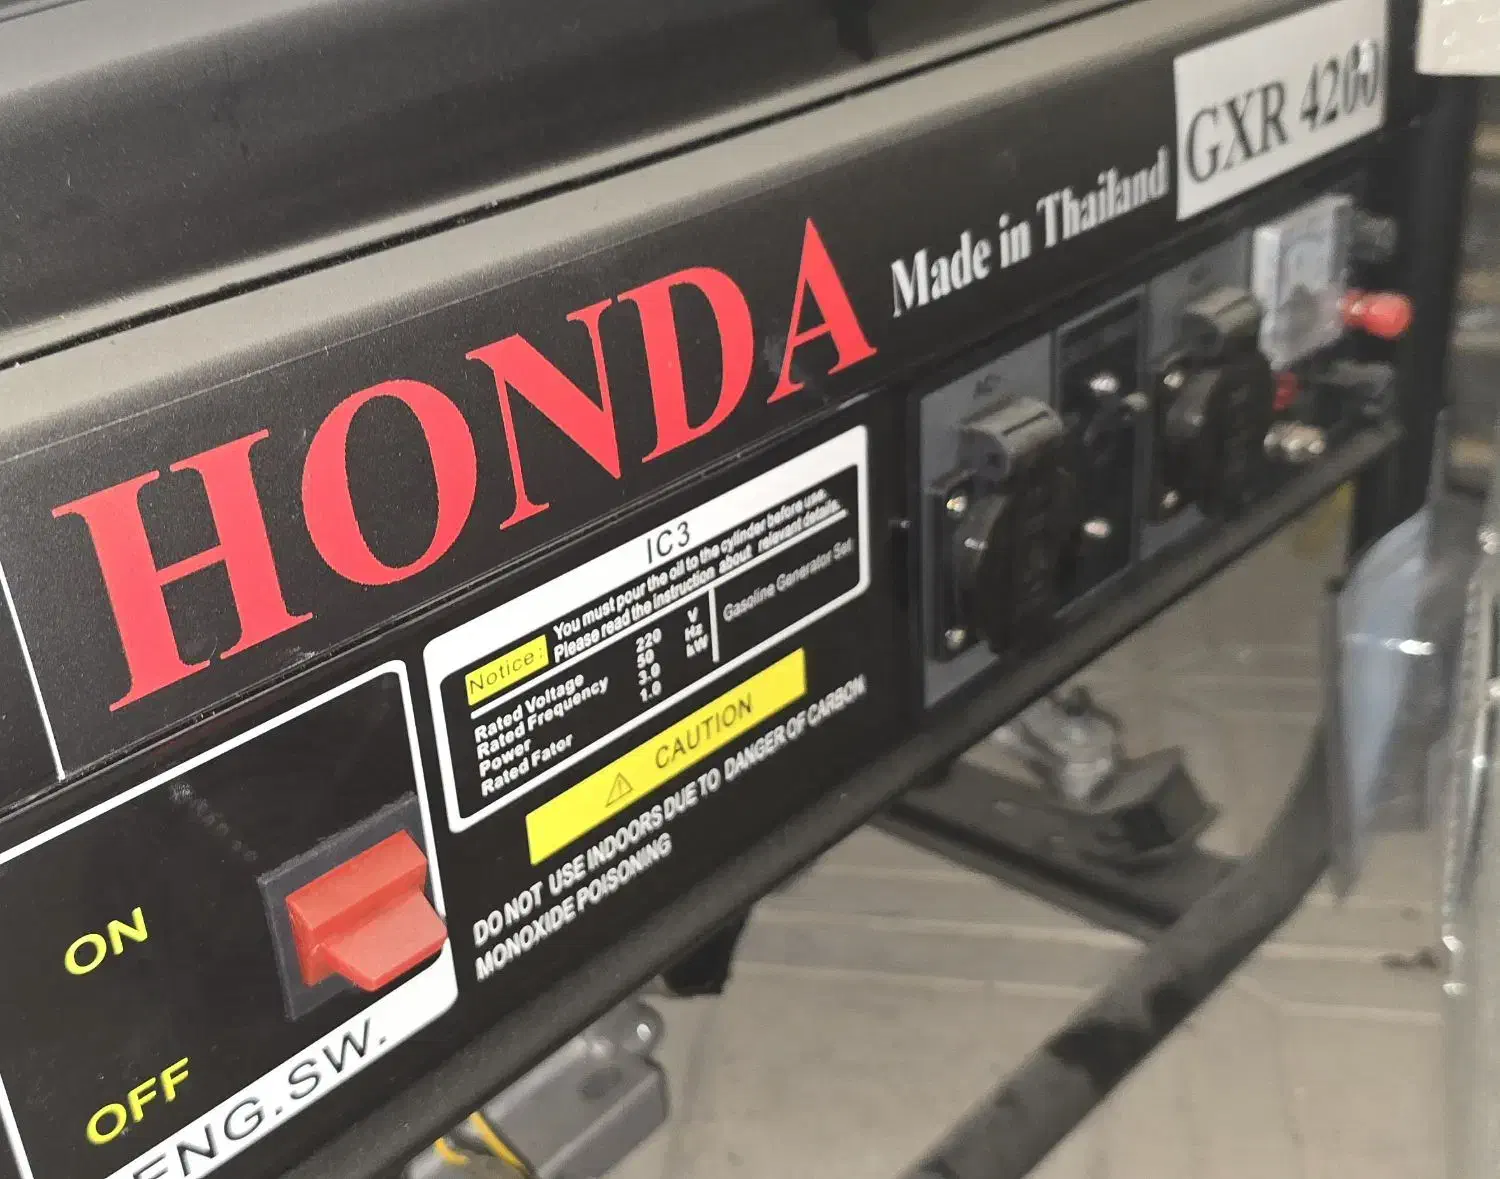 HONDA Made in Thailand GXR 4200
IC3
Notice: You must pour the oil to the cylinder before use.
Please read the instruction about relevant details.
Rated Voltage 220 V
Rated Frequency 50 Hz
Power 3.0 kW
Rated Fator 1.0
Gasoline Generator Set
CAUTION
DO NOT USE INDOORS DUE TO DANGER OF CARBON
MONOXIDE POISONING
ON
OFF
ENG.SW.